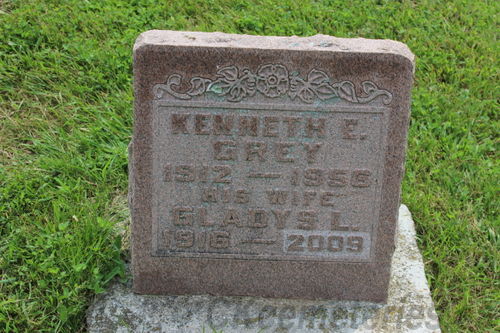 KENNETH E.
GREY
1912 — 1956
HIS WIFE
GLADYS L.
1916 — 2009